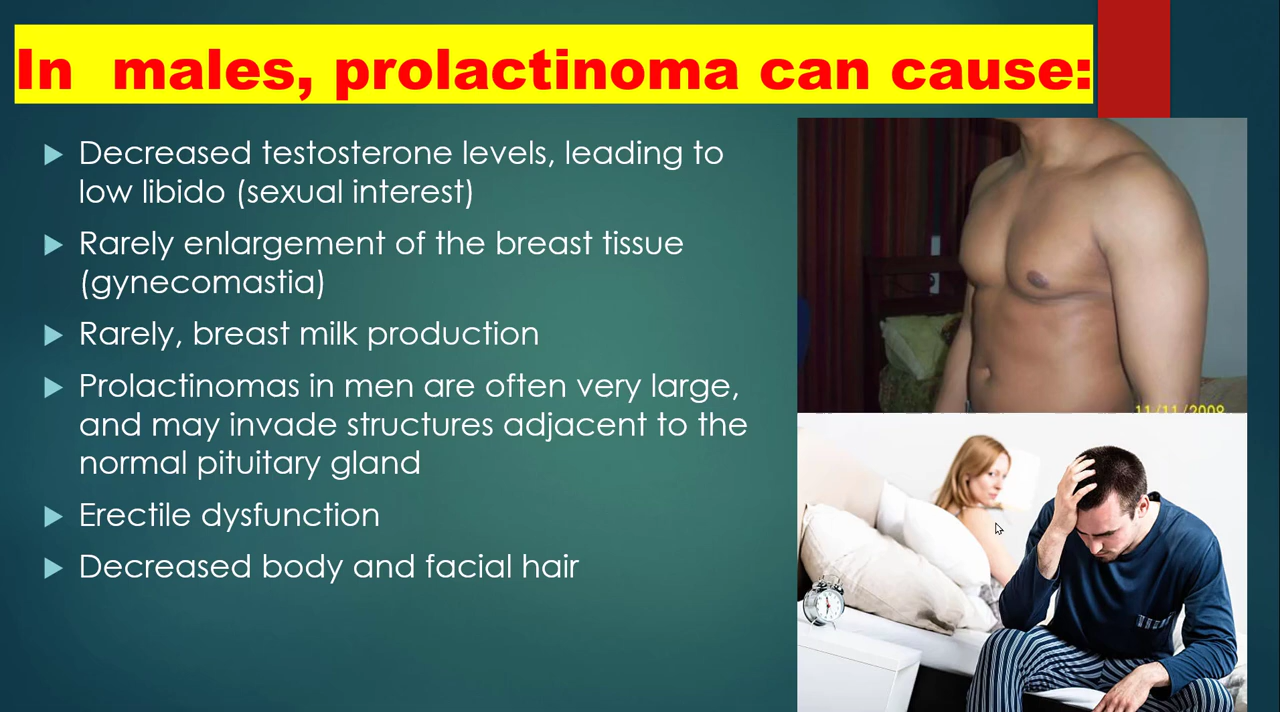 In males, prolactinoma can cause:
Decreased testosterone levels, leading to
low libido (sexual interest)
Rarely enlargement of the breast tissue
(gynecomastia)
Rarely, breast milk production
Prolactinomas in men are often very large,
and may invade structures adjacent to the
normal pituitary gland
Erectile dysfunction
Decreased body and facial hair
11/11/2008